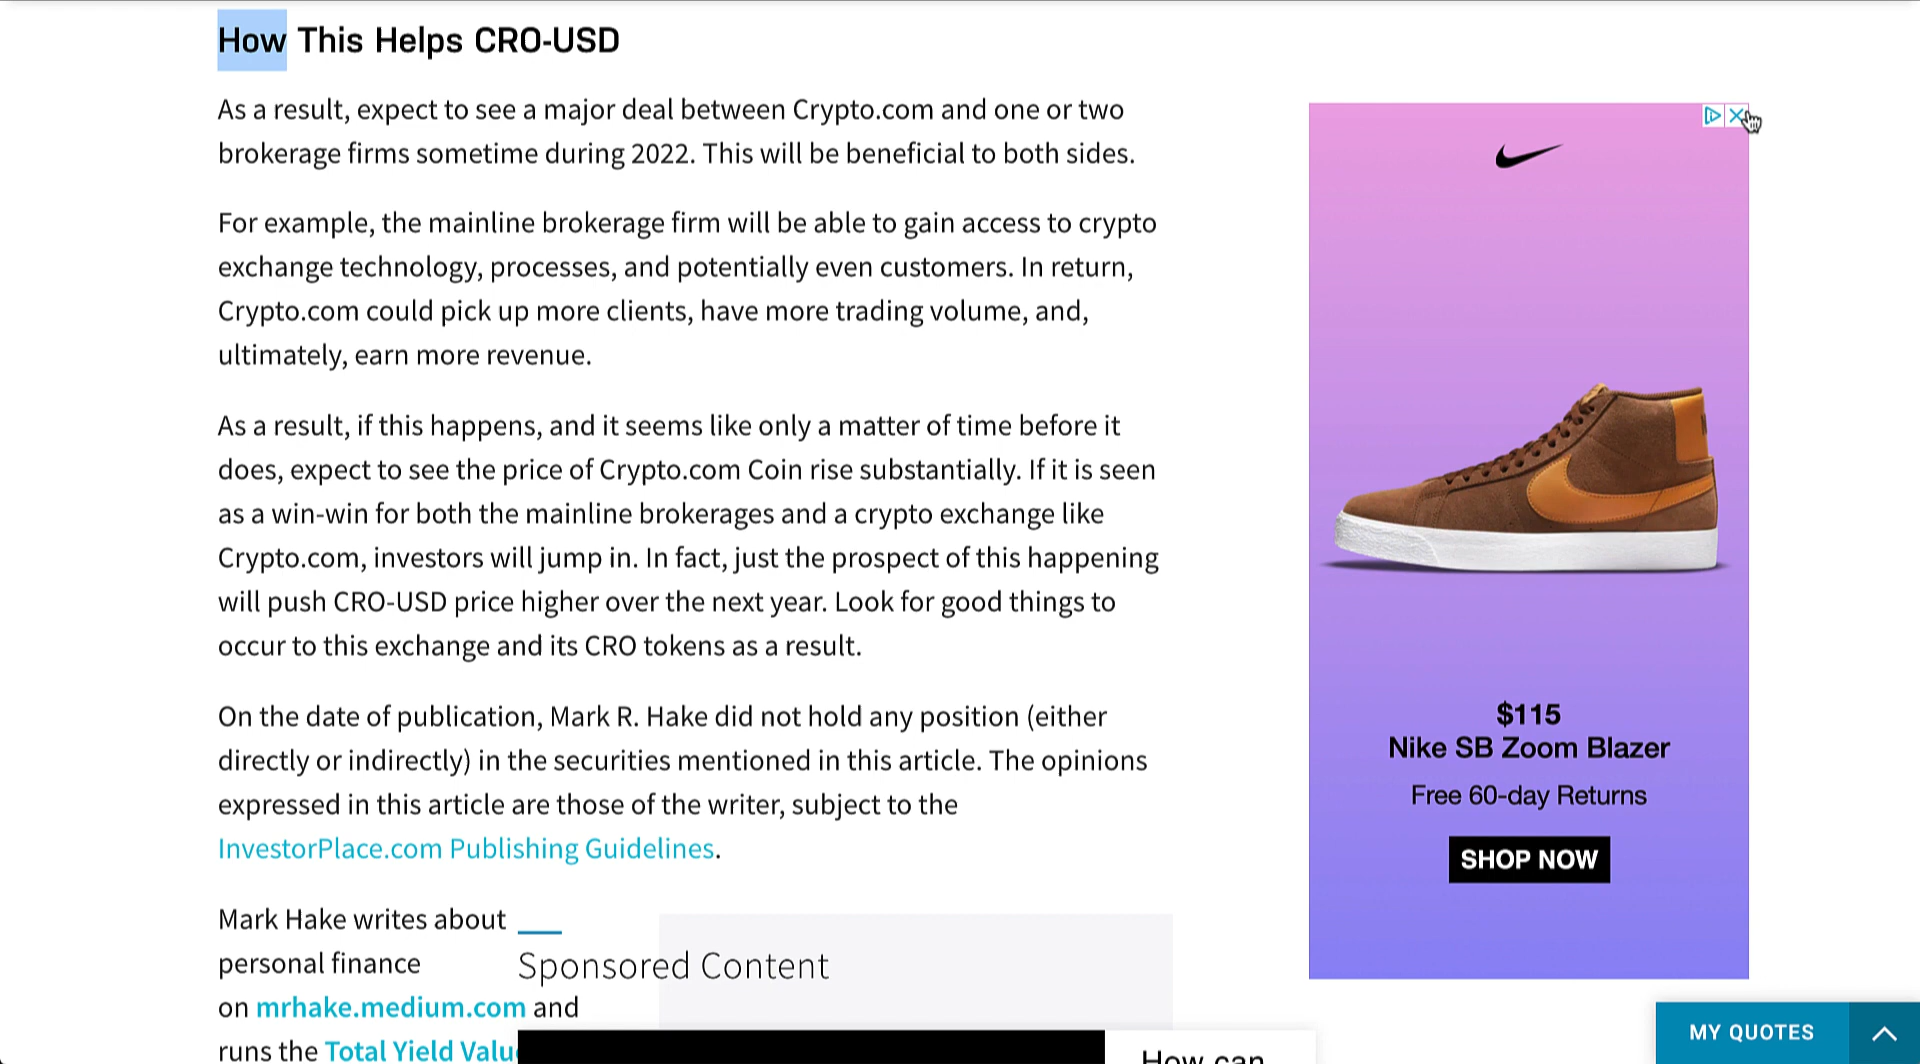 How This Helps CRO-USD
As a result, expect to see a major deal between Crypto.com and one or two
brokerage firms sometime during 2022. This will be beneficial to both sides.
For example, the mainline brokerage firm will be able to gain access to crypto
exchange technology, processes, and potentially even customers. In return,
Crypto.com could pick up more clients, have more trading volume, and,
ultimately, earn more revenue.
As a result, if this happens, and it seems like only a matter of time before it
does, expect to see the price of Crypto.com Coin rise substantially. If it is seen
as a win-win for both the mainline brokerages and a crypto exchange like
Crypto.com, investors will jump in. In fact, just the prospect of this happening
will push CRO-USD price higher over the next year. Look for good things to
occur to this exchange and its CRO tokens as a result.
On the date of publication, Mark R. Hake did not hold any position (either
directly or indirectly) in the securities mentioned in this article. The opinions
expressed in this article are those of the writer, subject to the
InvestorPlace.com Publishing Guidelines.
Mark Hake writes about
personal finance
on mrhake.medium.com and
runs the Total Yield
Sponsored Content
How can
$115
Nike SB Zoom Blazer
Free 60-day Returns
SHOP NOW
MY QUOTES